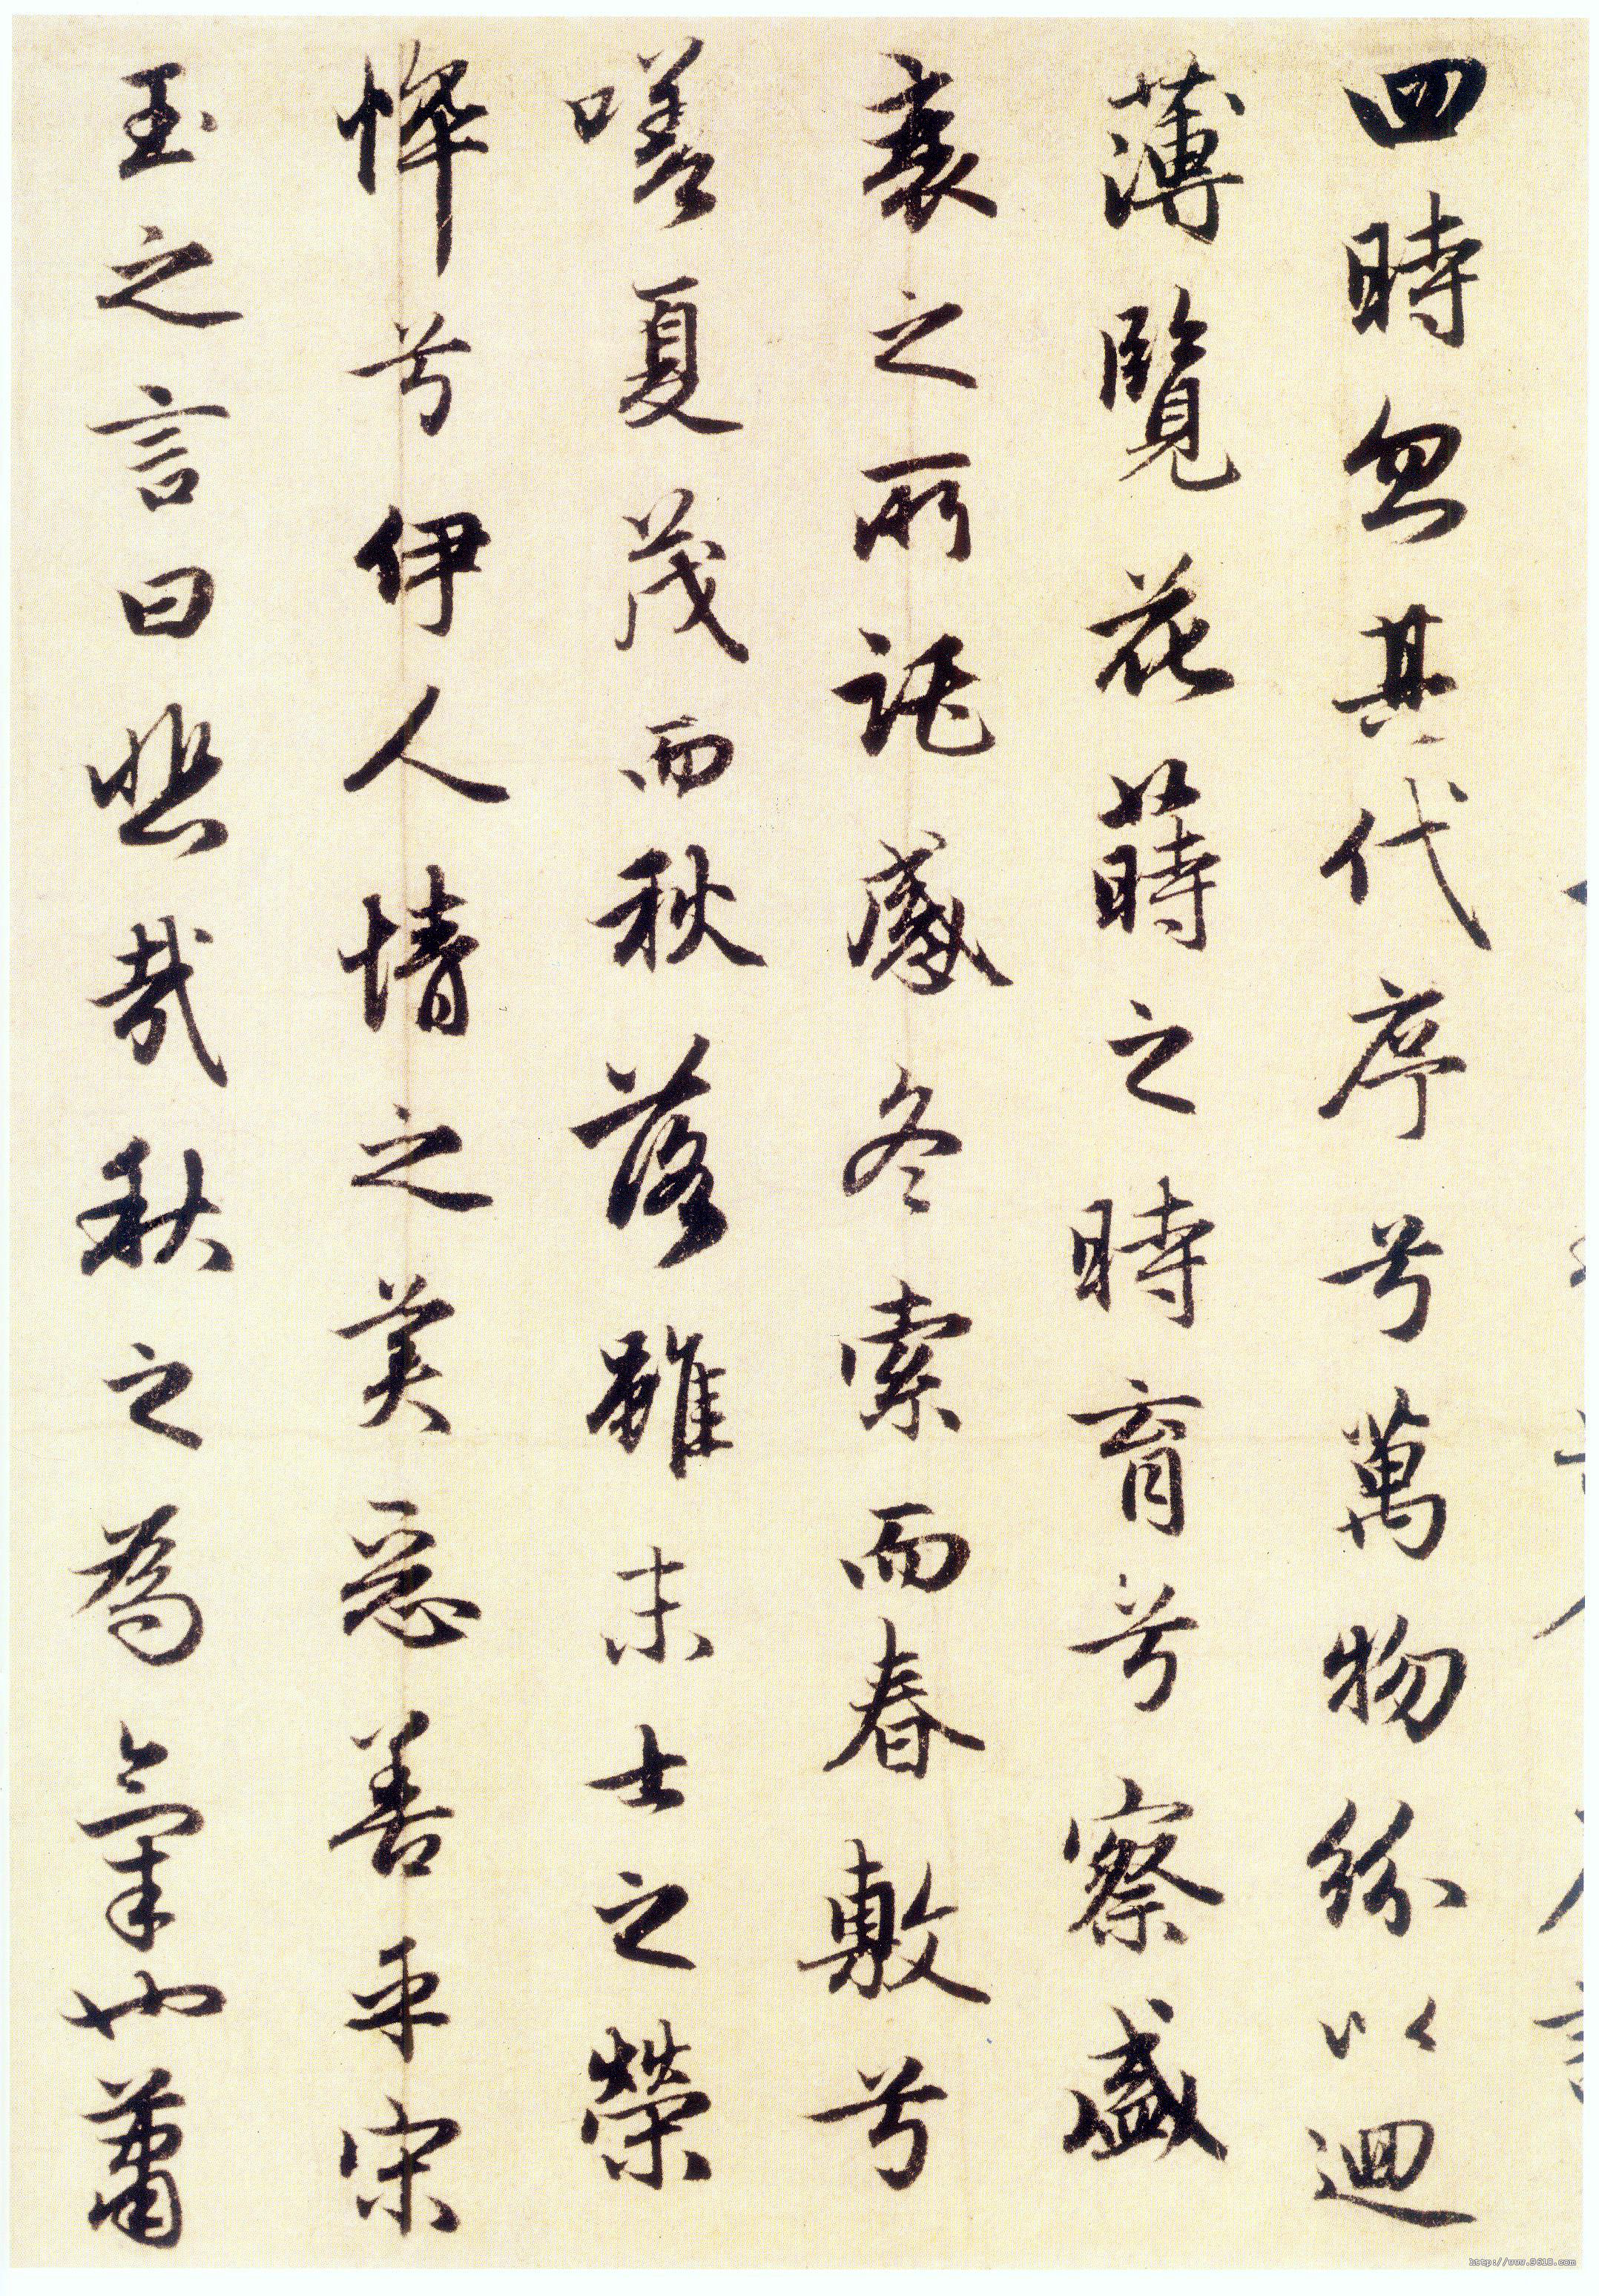 四時忽其代序兮萬物紛以迴
薄覽花蒔之時育兮察盛
衰之所託感冬索而春敷兮
嗟夏茂而秋落雖末士之榮
悴兮伊人情之美惡善乎宋
玉之言曰悲哉秋之為氣也蕭
http://www.9610.com